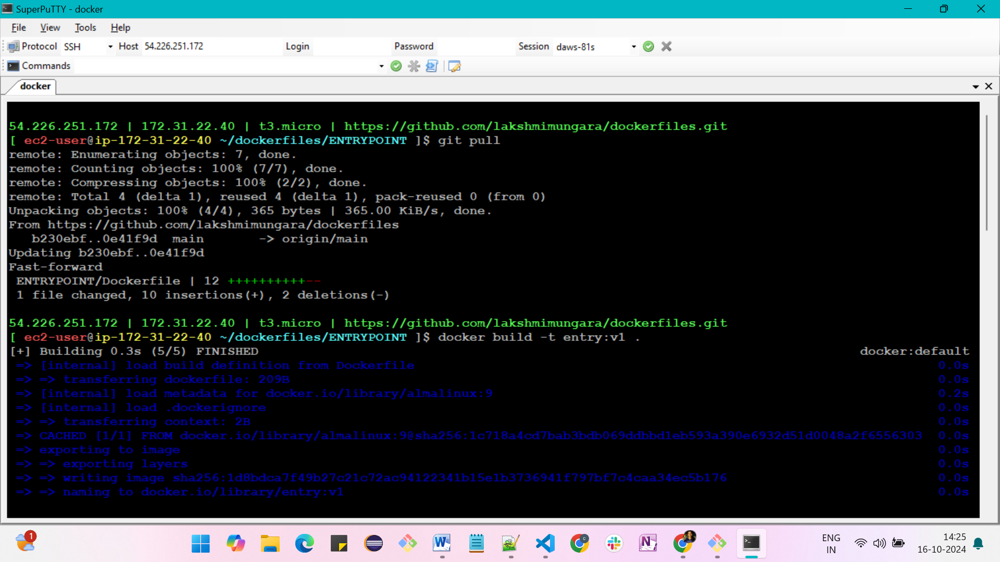 SuperPuTTY - docker
File View Tools Help
Protocol SSH Host 54.226.251.172 Login Password Session daws-81s
Commands
docker
54.226.251.172 | 172.31.22.40 | t3.micro | https://github.com/lakshmimungara/dockerfiles.git
[ ec2-user@ip-172-31-22-40 ~/dockerfiles/ENTRYPOINT ]$ git pull
remote: Enumerating objects: 7, done.
remote: Counting objects: 100% (7/7), done.
remote: Compressing objects: 100% (2/2), done.
remote: Total 4 (delta 1), reused 4 (delta 1), pack-reused 0 (from 0)
Unpacking objects: 100% (4/4), 365 bytes | 365.00 KiB/s, done.
From https://github.com/lakshmimungara/dockerfiles
   b230ebf..0e41f9d  main       -> origin/main
Updating b230ebf..0e41f9d
Fast-forward
 ENTRYPOINT/Dockerfile | 12 ++++++++++--
 1 file changed, 10 insertions(+), 2 deletions(-)
54.226.251.172 | 172.31.22.40 | t3.micro | https://github.com/lakshmimungara/dockerfiles.git
[ ec2-user@ip-172-31-22-40 ~/dockerfiles/ENTRYPOINT ]$ docker build -t entry:v1 .
[+] Building 0.3s (5/5) FINISHED docker:default
 => [internal] load build definition from Dockerfile 0.0s
 => => transferring dockerfile: 209B 0.0s
 => [internal] load metadata for docker.io/library/almalinux:9 0.2s
 => [internal] load .dockerignore 0.0s
 => => transferring context: 2B 0.0s
 => CACHED [1/1] FROM docker.io/library/almalinux:9@sha256:1c718a4cd7bab3bdb069ddbbd1eb593a390e6932d51d0048a2f6556303 0.0s
 => exporting to image 0.0s
 => => exporting layers 0.0s
 => => writing image sha256:1d8bdca7f49b27c21c72ac94122341b15e1b3736941f797bf7c4caa34ec5b176 0.0s
 => => naming to docker.io/library/entry:v1 0.0s
1
ENG
IN
14:25
16-10-2024